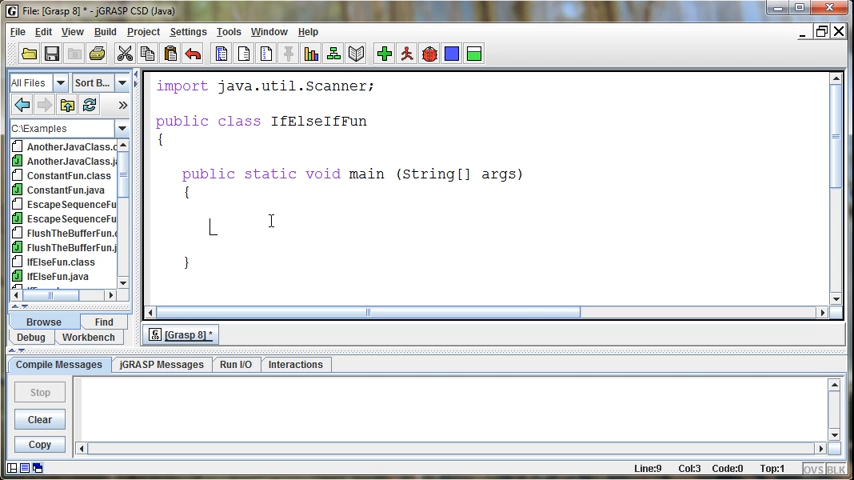 File: [Grasp 8] * - jGRASP CSD (Java)
File Edit View Build Project Settings Tools Window Help
All Files Sort B...
C:\Examples
AnotherJavaClass.c
AnotherJavaClass.ja
ConstantFun.class
ConstantFun.java
EscapeSequenceFu
EscapeSequenceFu
FlushTheBufferFun.c
FlushTheBufferFun.j
IfElseFun.class
IfElseFun.java
Browse Find
Debug Workbench
import java.util.Scanner;
public class IfElseIfFun
{
public static void main (String[] args)
{
}
[Grasp 8] *
Compile Messages jGRASP Messages Run I/O Interactions
Stop
Clear
Copy
Line:9 Col:3 Code:0 Top:1 OVS BLK